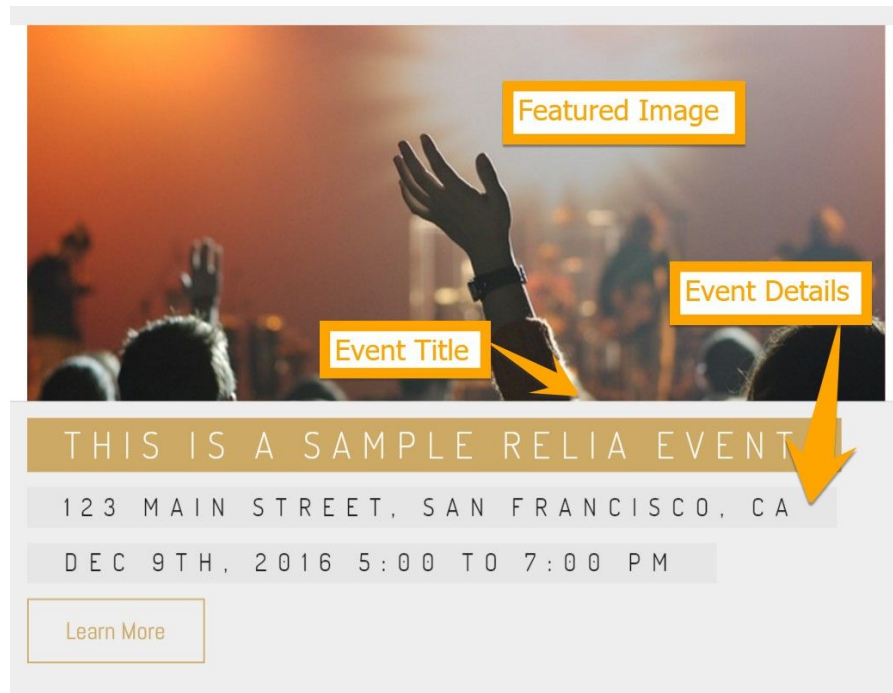 Featured Image
Event Details
Event Title
THIS IS A SAMPLE RELIA EVENT
123 MAIN STREET, SAN FRANCISCO, CA
DEC 9TH, 2016 5:00 TO 7:00 PM
Learn More